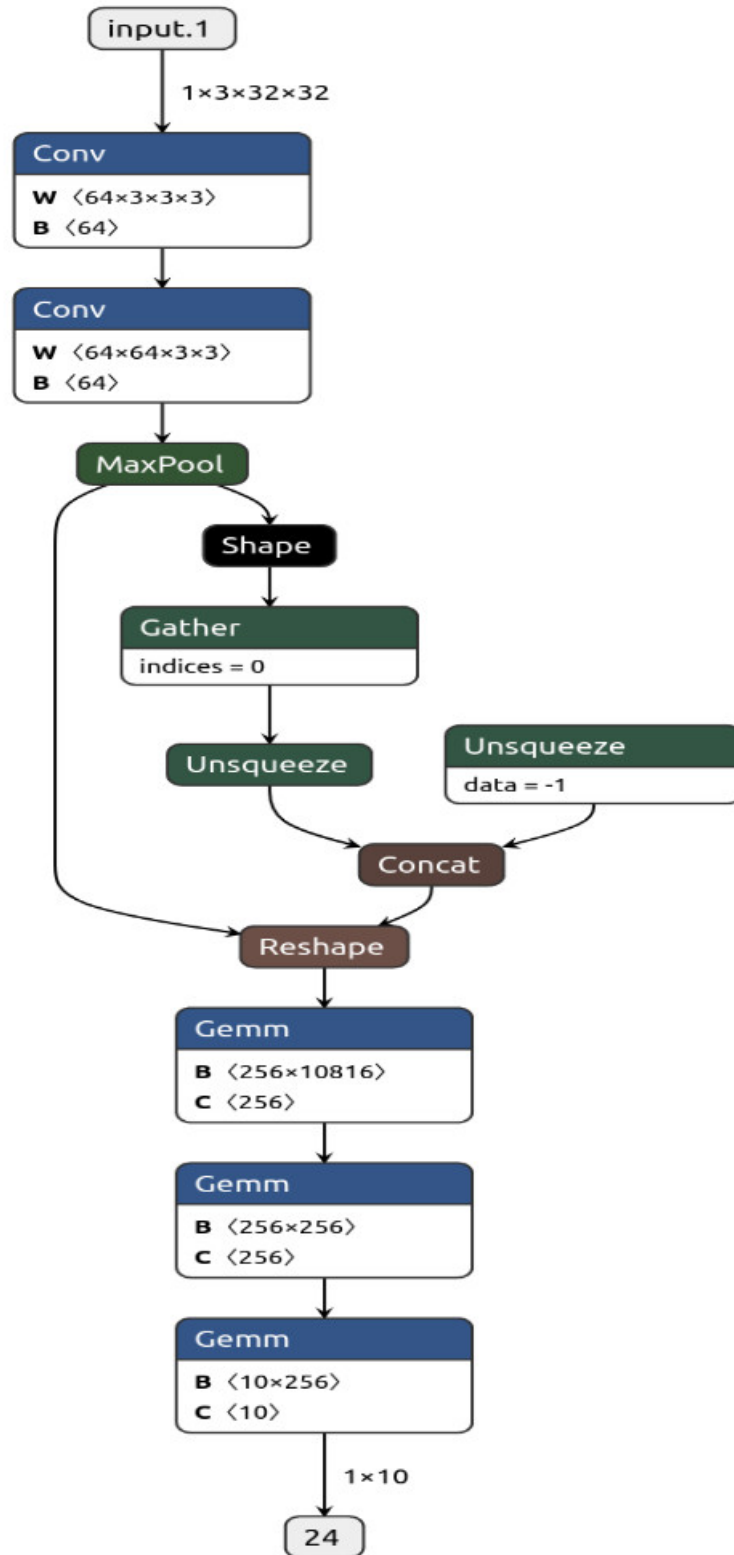 input.1
1×3×32×32
Conv
W ⟨64×3×3×3⟩
B ⟨64⟩
Conv
W ⟨64×64×3×3⟩
B ⟨64⟩
MaxPool
Shape
Gather
indices = 0
Unsqueeze
Unsqueeze
data = -1
Concat
Reshape
Gemm
B ⟨256×10816⟩
C ⟨256⟩
Gemm
B ⟨256×256⟩
C ⟨256⟩
Gemm
B ⟨10×256⟩
C ⟨10⟩
1×10
24